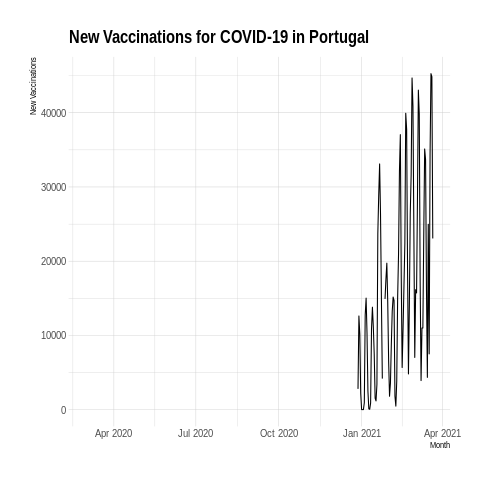 New Vaccinations for COVID-19 in Portugal
New Vaccinations
40000
30000
20000
10000
0
Apr 2020 Jul 2020 Oct 2020 Jan 2021 Apr 2021
Month